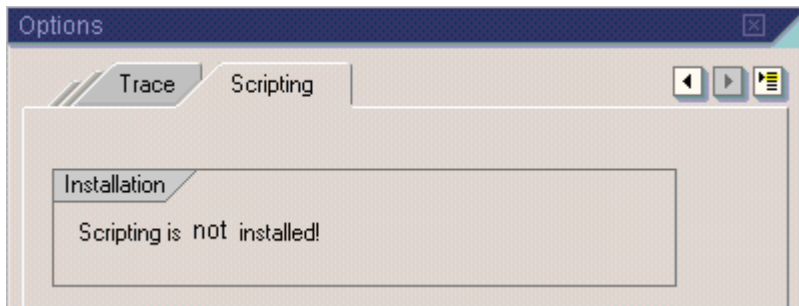 Options
Trace Scripting
Installation
Scripting is not installed!